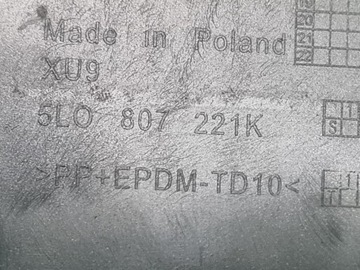 Made in Poland
XU9
5L0 807 221K
>PP+EPDM-TD10<